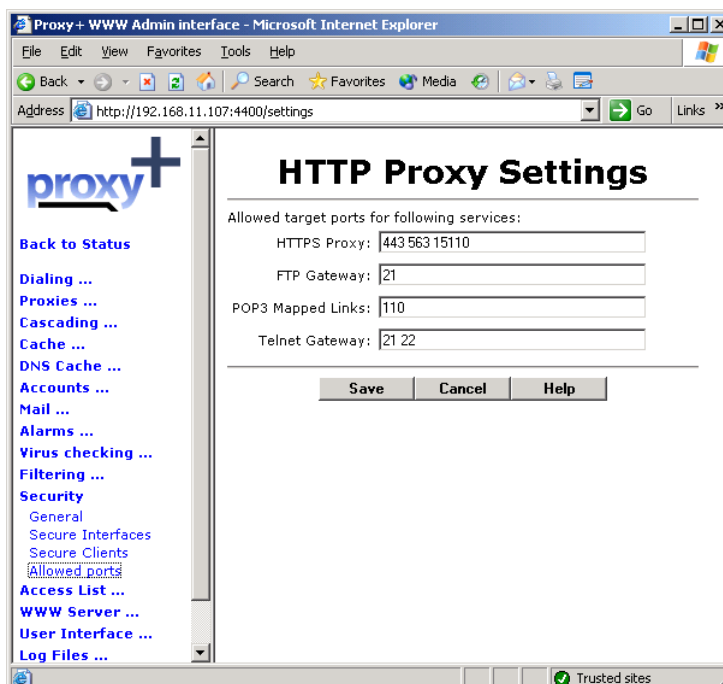 Proxy+ WWW Admin interface - Microsoft Internet Explorer
File Edit View Favorites Tools Help
Back Search Favorites Media
Address http://192.168.11.107:4400/settings Go Links »
proxy+
Back to Status
Dialing ...
Proxies ...
Cascading ...
Cache ...
DNS Cache ...
Accounts ...
Mail ...
Alarms ...
Virus checking ...
Filtering ...
Security
General
Secure Interfaces
Secure Clients
Allowed ports
Access List ...
WWW Server ...
User Interface ...
Log Files ...
HTTP Proxy Settings
Allowed target ports for following services:
HTTPS Proxy: 443 563 15110
FTP Gateway: 21
POP3 Mapped Links: 110
Telnet Gateway: 21 22
Save Cancel Help
Trusted sites